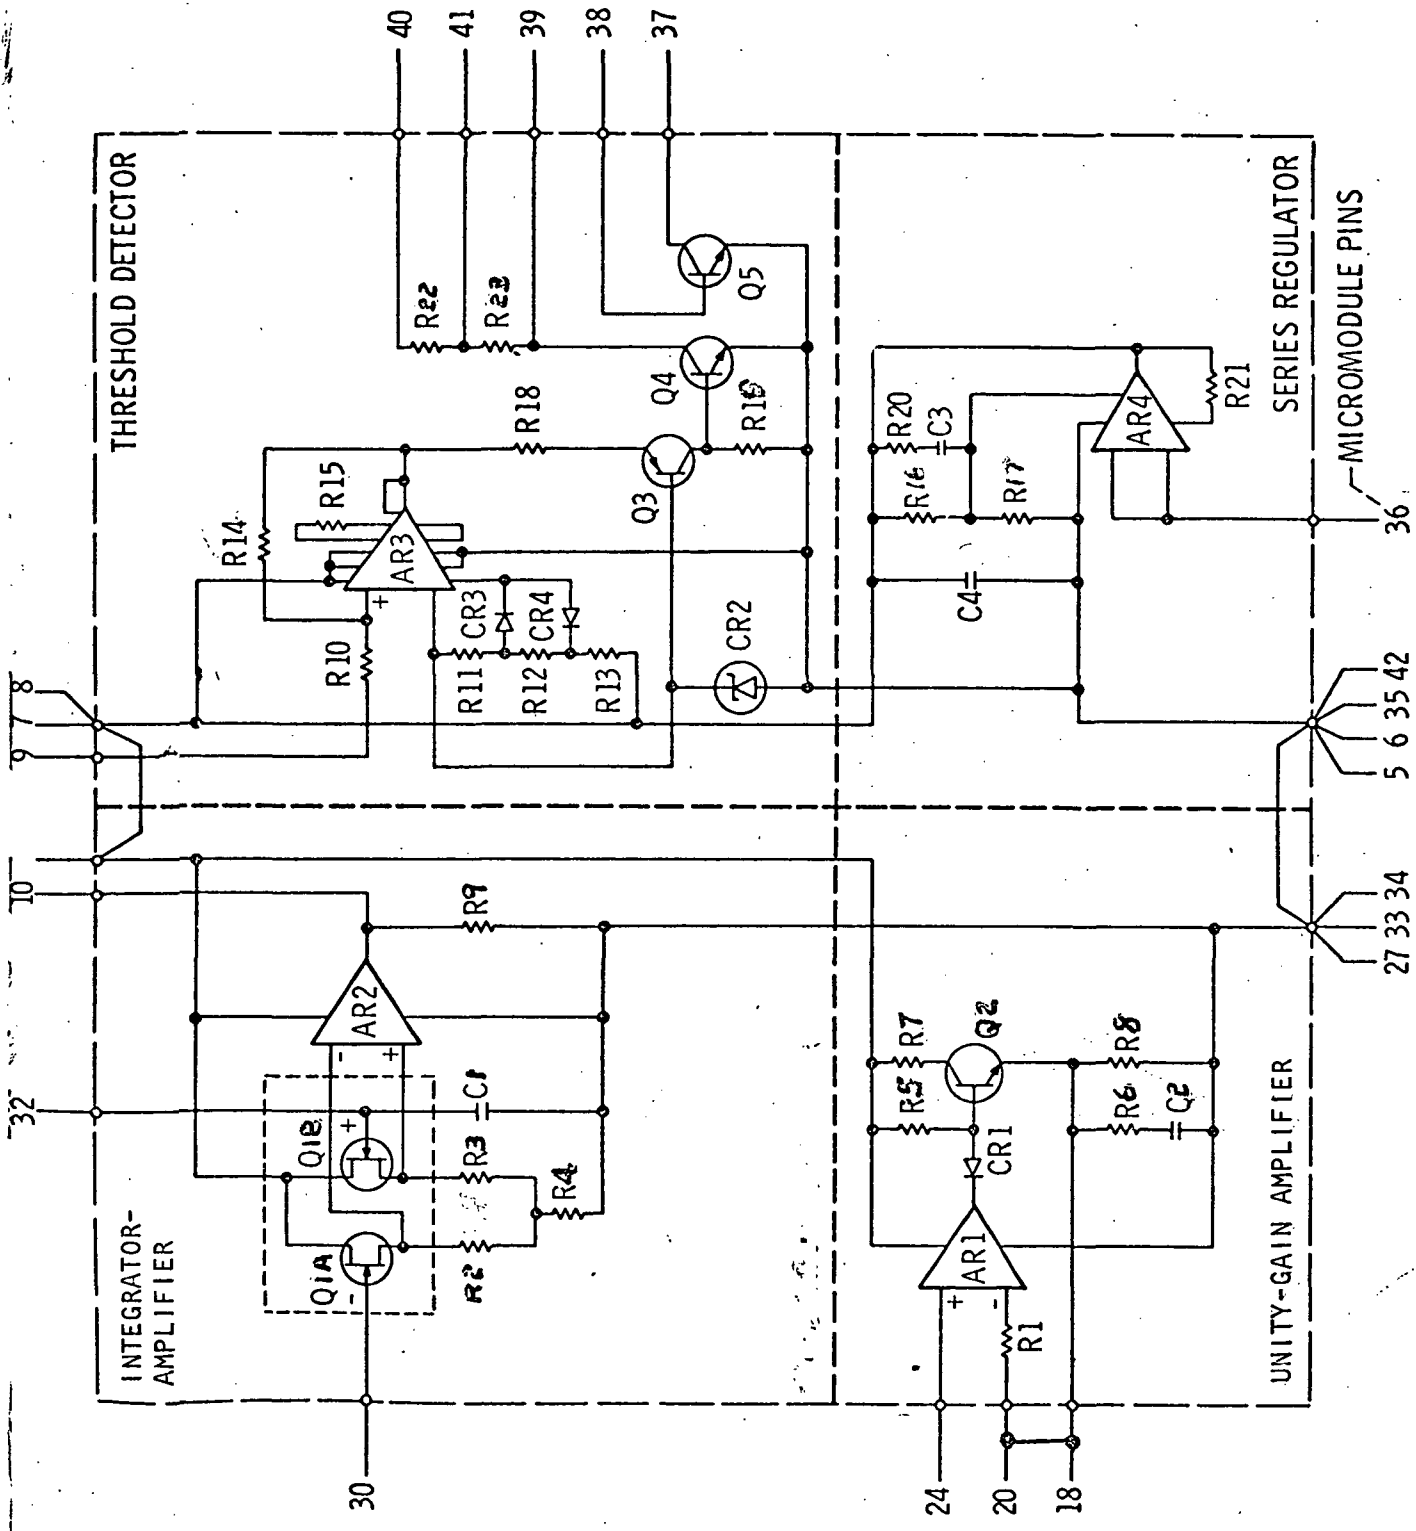 INTEGRATOR-
AMPLIFIER
30
32
10
Q1A
Q1B
-
+
R2
R3
R4
C1
AR2
-
+
R9
THRESHOLD DETECTOR
9
7
8
R10
R14
R15
+
AR3
CR3
CR4
R11
R12
R13
R18
Q3
CR2
Q4
Q5
R22
R23
40
41
39
38
37
UNITY-GAIN AMPLIFIER
24
20
18
+
-
R1
AR1
CR1
R5
R7
Q2
R6
R8
C2
27 33 34
SERIES REGULATOR
C4
R16
R17
R20
C3
AR4
R21
5 6 35 42
36
MICROMODULE PINS